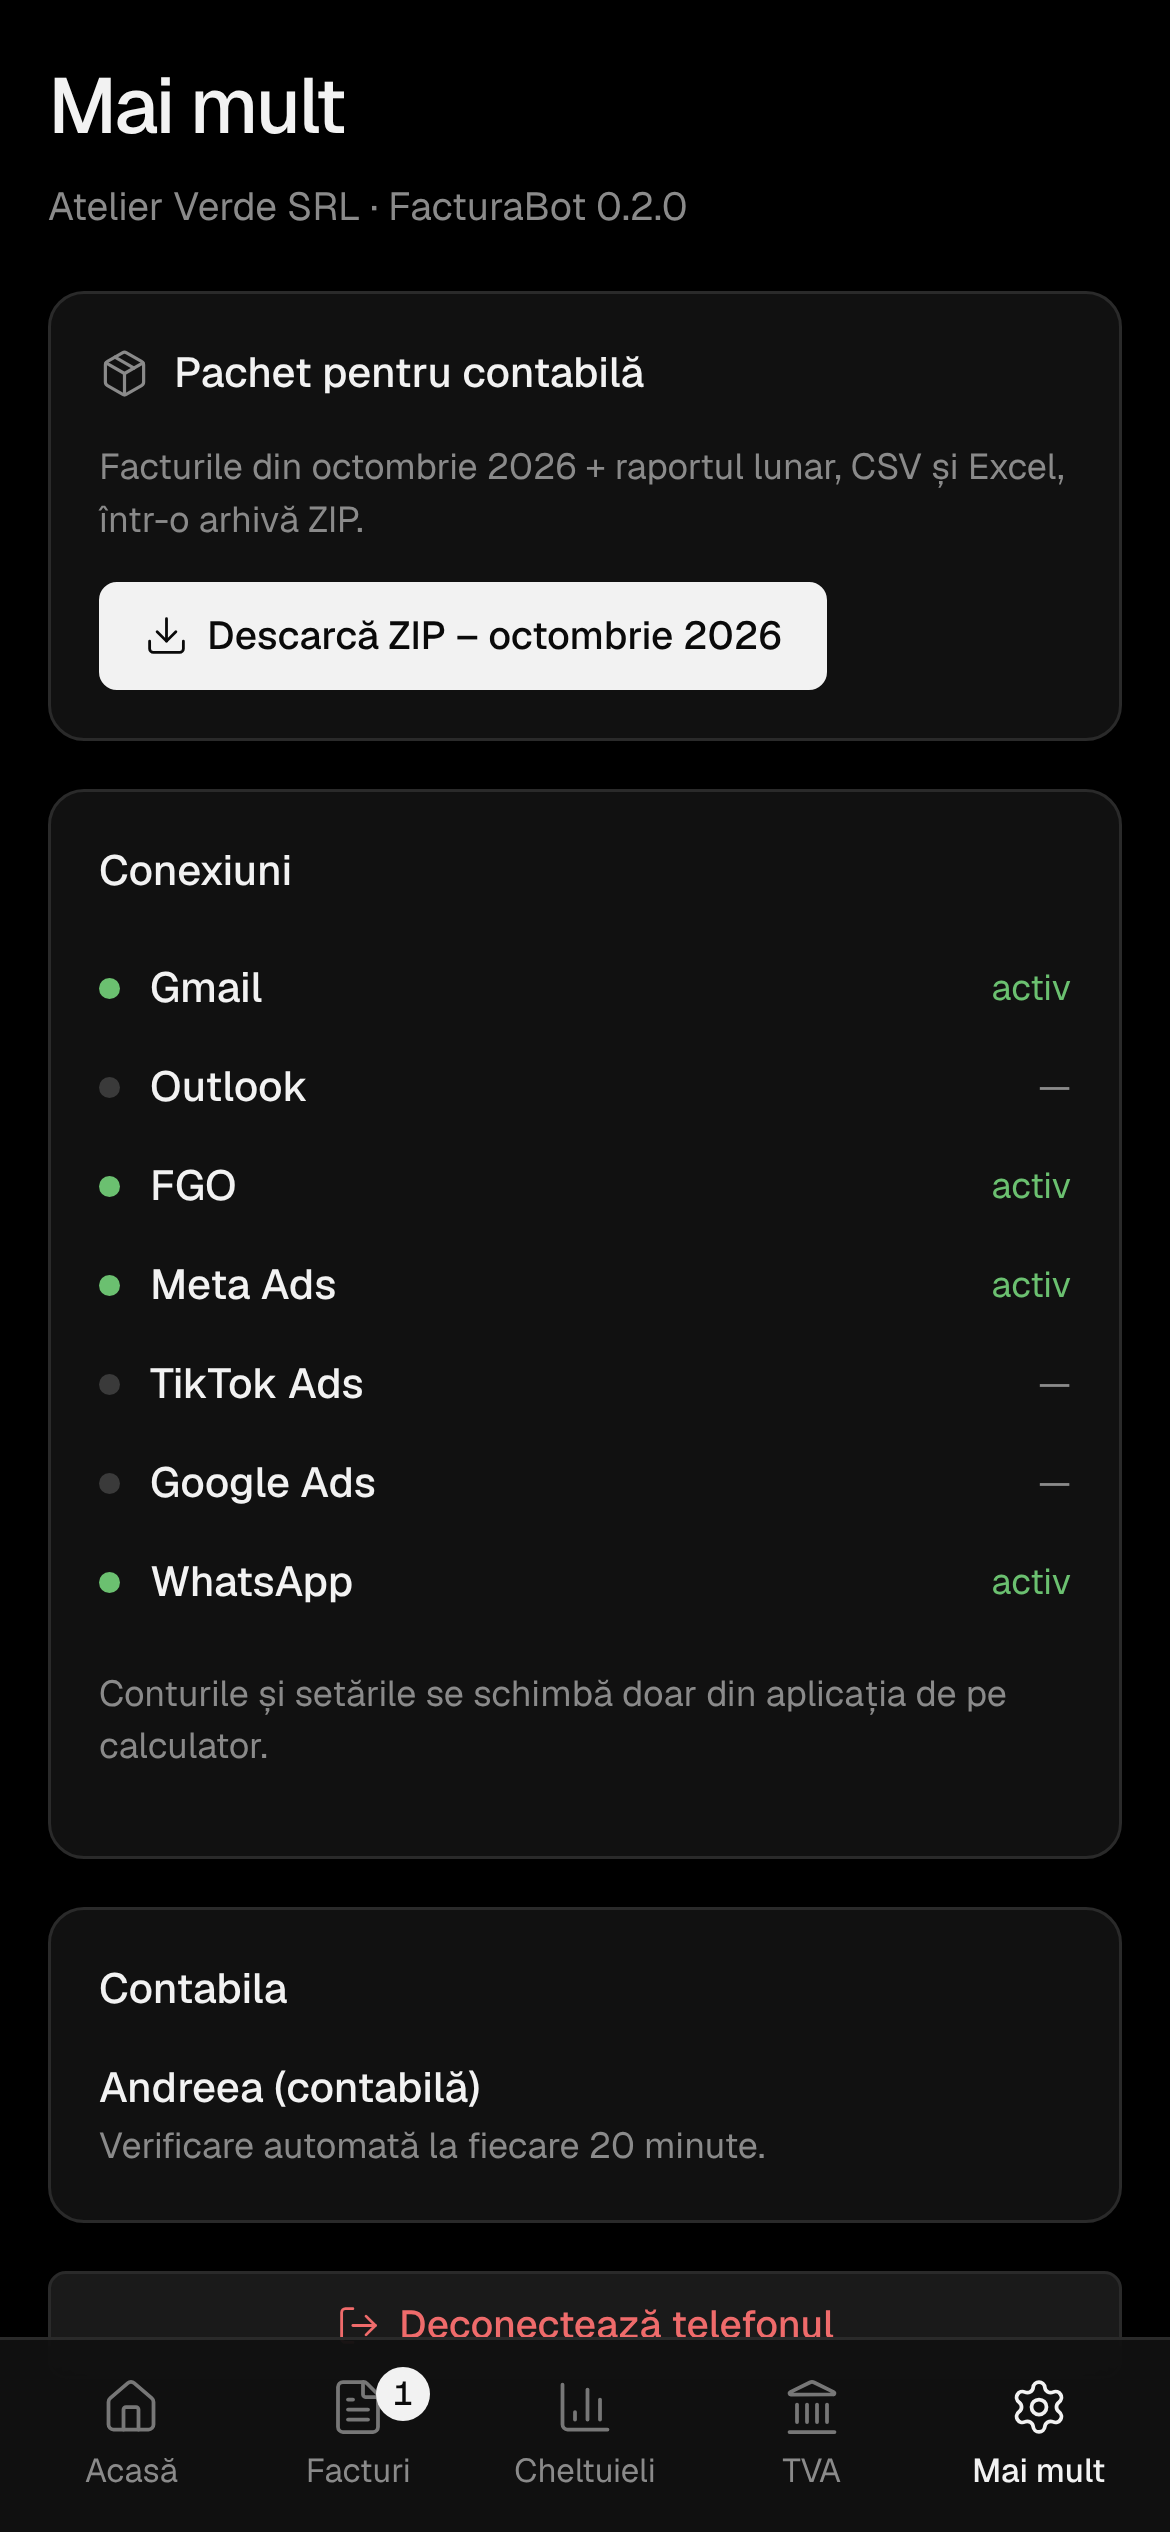 Mai mult
Atelier Verde SRL · FacturaBot 0.2.0
Pachet pentru contabilă
Facturile din octombrie 2026 + raportul lunar, CSV și Excel,
într-o arhivă ZIP.
Descarcă ZIP – octombrie 2026
Conexiuni
Gmail activ
Outlook —
FGO activ
Meta Ads activ
TikTok Ads —
Google Ads —
WhatsApp activ
Conturile și setările se schimbă doar din aplicația de pe
calculator.
Contabila
Andreea (contabilă)
Verificare automată la fiecare 20 minute.
Deconectează telefonul
1
Acasă Facturi Cheltuieli TVA Mai mult